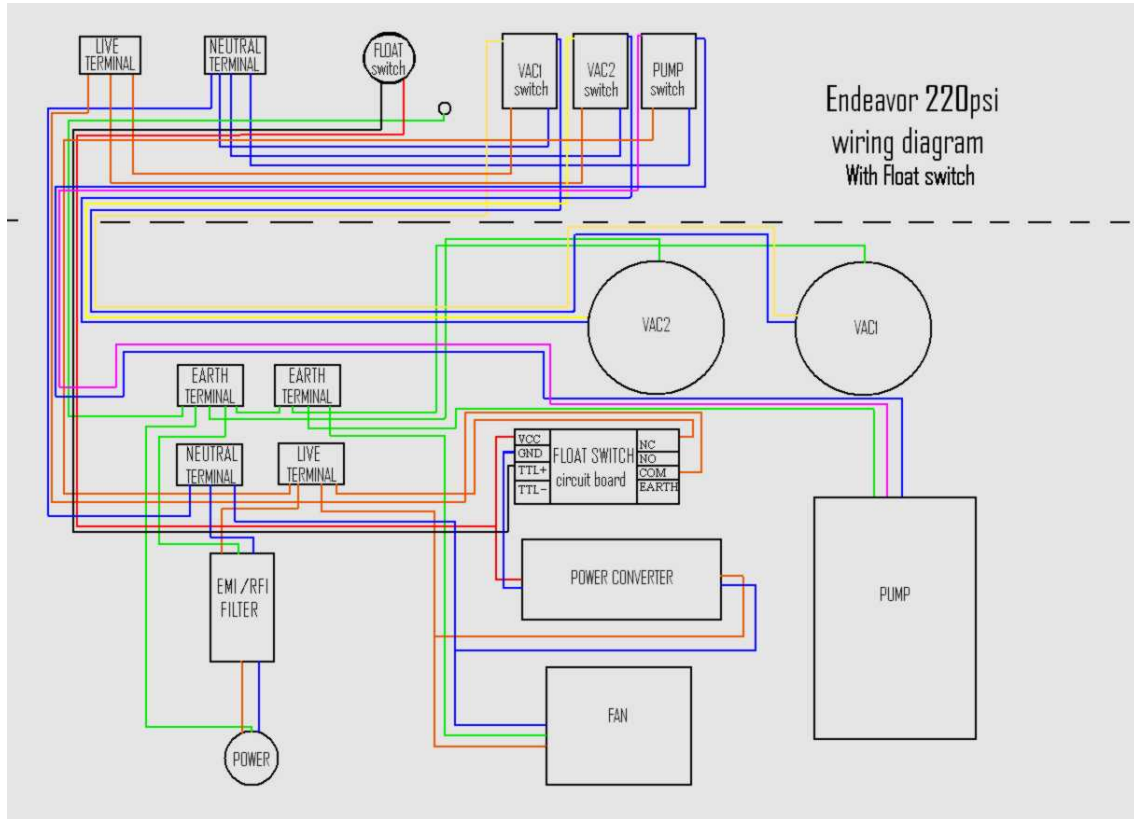 LIVE
TERMINAL
NEUTRAL
TERMINAL
FLOAT
switch
VAC1
switch
VAC2
switch
PUMP
switch
Endeavor 220psi
wiring diagram
With Float switch
VAC2
VAC1
EARTH
TERMINAL
EARTH
TERMINAL
NEUTRAL
TERMINAL
LIVE
TERMINAL
VCC
GND
TTL+
TTL-
FLOAT SWITCH
circuit board
NC
NO
COM
EARTH
EMI/RFI
FILTER
POWER CONVERTER
PUMP
FAN
POWER